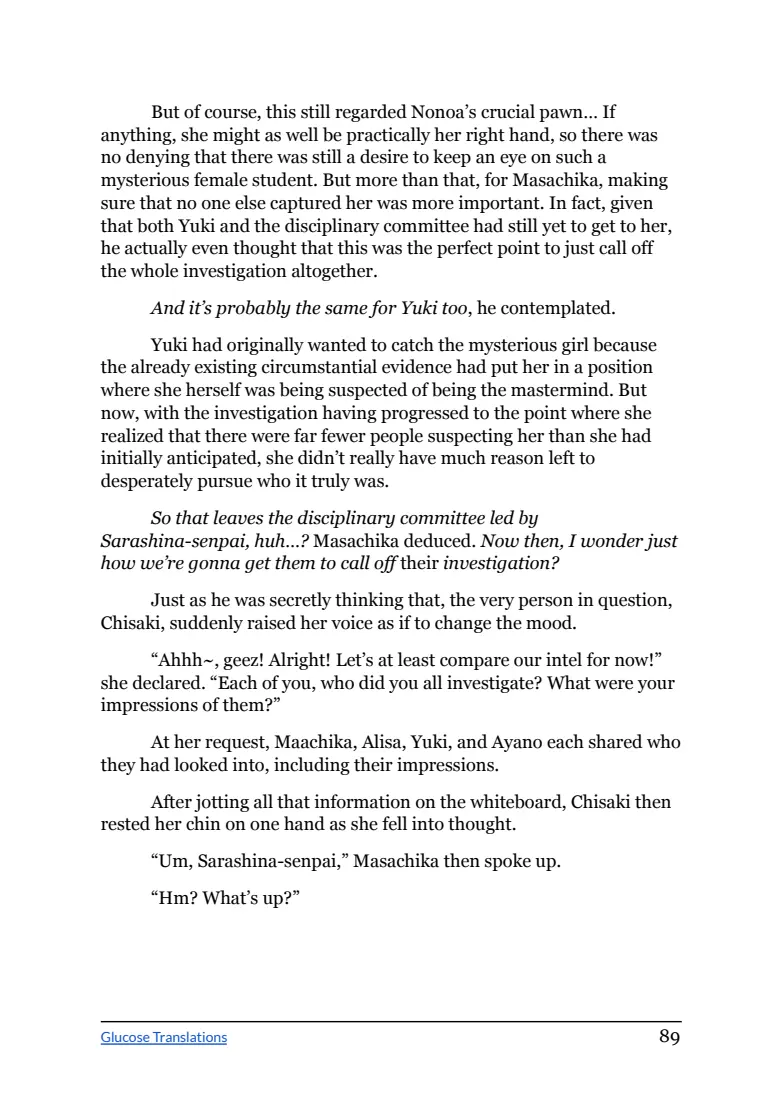 But of course, this still regarded Nonoa’s crucial pawn… If
anything, she might as well be practically her right hand, so there was
no denying that there was still a desire to keep an eye on such a
mysterious female student. But more than that, for Masachika, making
sure that no one else captured her was more important. In fact, given
that both Yuki and the disciplinary committee had still yet to get to her,
he actually even thought that this was the perfect point to just call off
the whole investigation altogether.
And it’s probably the same for Yuki too, he contemplated.
Yuki had originally wanted to catch the mysterious girl because
the already existing circumstantial evidence had put her in a position
where she herself was being suspected of being the mastermind. But
now, with the investigation having progressed to the point where she
realized that there were far fewer people suspecting her than she had
initially anticipated, she didn’t really have much reason left to
desperately pursue who it truly was.
So that leaves the disciplinary committee led by
Sarashina-senpai, huh…? Masachika deduced. Now then, I wonder just
how we’re gonna get them to call off their investigation?
Just as he was secretly thinking that, the very person in question,
Chisaki, suddenly raised her voice as if to change the mood.
“Ahhh~, geez! Alright! Let’s at least compare our intel for now!”
she declared. “Each of you, who did you all investigate? What were your
impressions of them?”
At her request, Maachika, Alisa, Yuki, and Ayano each shared who
they had looked into, including their impressions.
After jotting all that information on the whiteboard, Chisaki then
rested her chin on one hand as she fell into thought.
“Um, Sarashina-senpai,” Masachika then spoke up.
“Hm? What’s up?”
Glucose Translations 89